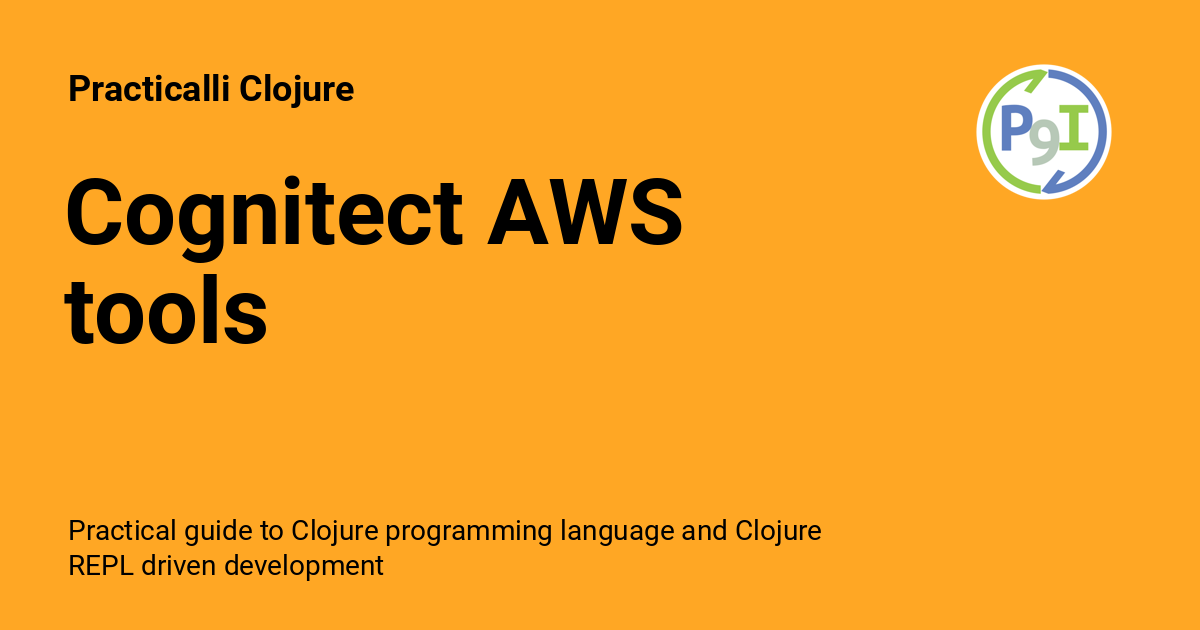 Practicalli Clojure
P9I
Cognitect AWS
tools
Practical guide to Clojure programming language and Clojure
REPL driven development